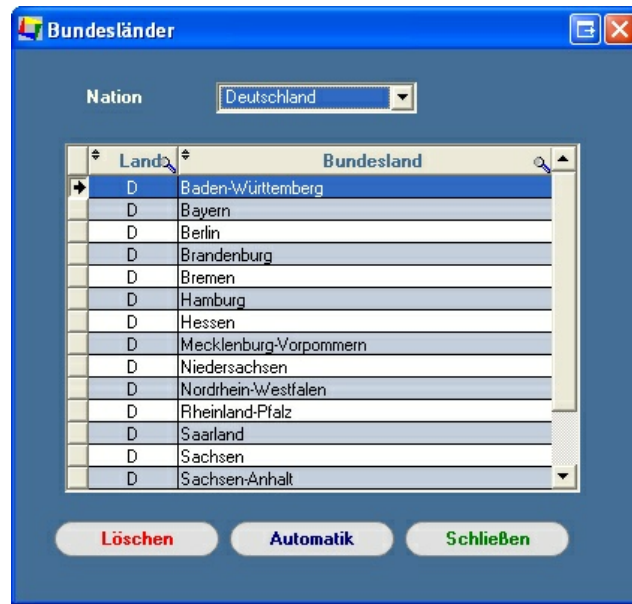 Bundesländer
Nation Deutschland
Land Bundesland
D Baden-Württemberg
D Bayern
D Berlin
D Brandenburg
D Bremen
D Hamburg
D Hessen
D Mecklenburg-Vorpommern
D Niedersachsen
D Nordrhein-Westfalen
D Rheinland-Pfalz
D Saarland
D Sachsen
D Sachsen-Anhalt
Löschen Automatik Schließen